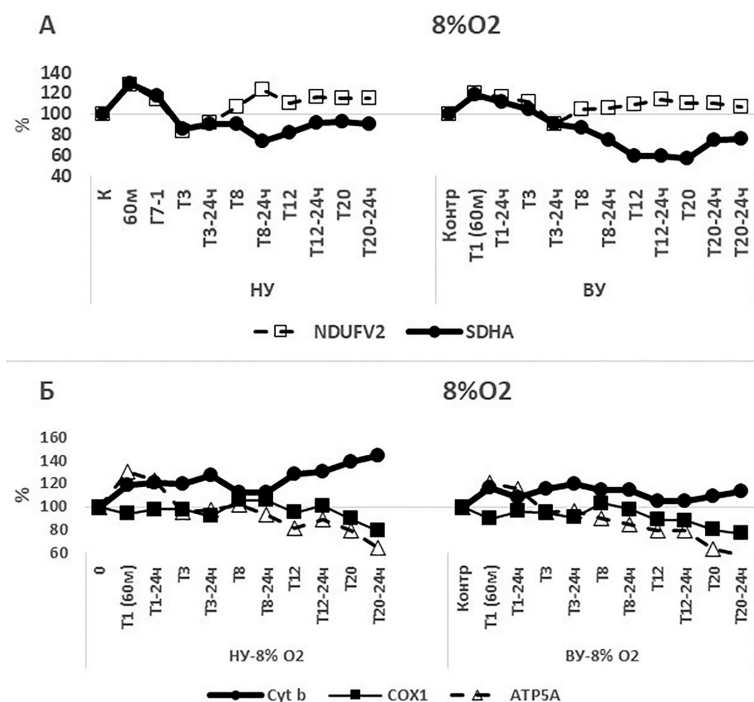 А 8%O2
140
120
100
80
60
40
%
К
60м
Г7-1
Т3
Т3-24ч
Т8
Т8-24ч
Т12
Т12-24ч
Т20
Т20-24ч
НУ
Контр
Т1 (60м)
Т1-24ч
Т3
Т3-24ч
Т8
Т8-24ч
Т12
Т12-24ч
Т20
Т20-24ч
Т20-24ч
ВУ
NDUFV2 SDHA
Б 8%O2
160
140
120
100
80
60
%
0
Т1 (60м)
Т1-24ч
Т3
Т3-24ч
Т8
Т8-24ч
Т12
Т12-24ч
Т20
Т20-24ч
НУ-8% О2
Контр
Т1 (60м)
Т1-24ч
Т3
Т3-24ч
Т8
Т8-24ч
Т12
Т12-24ч
Т20
Т20-24ч
ВУ-8% О2
Cyt b COX1 ATP5A